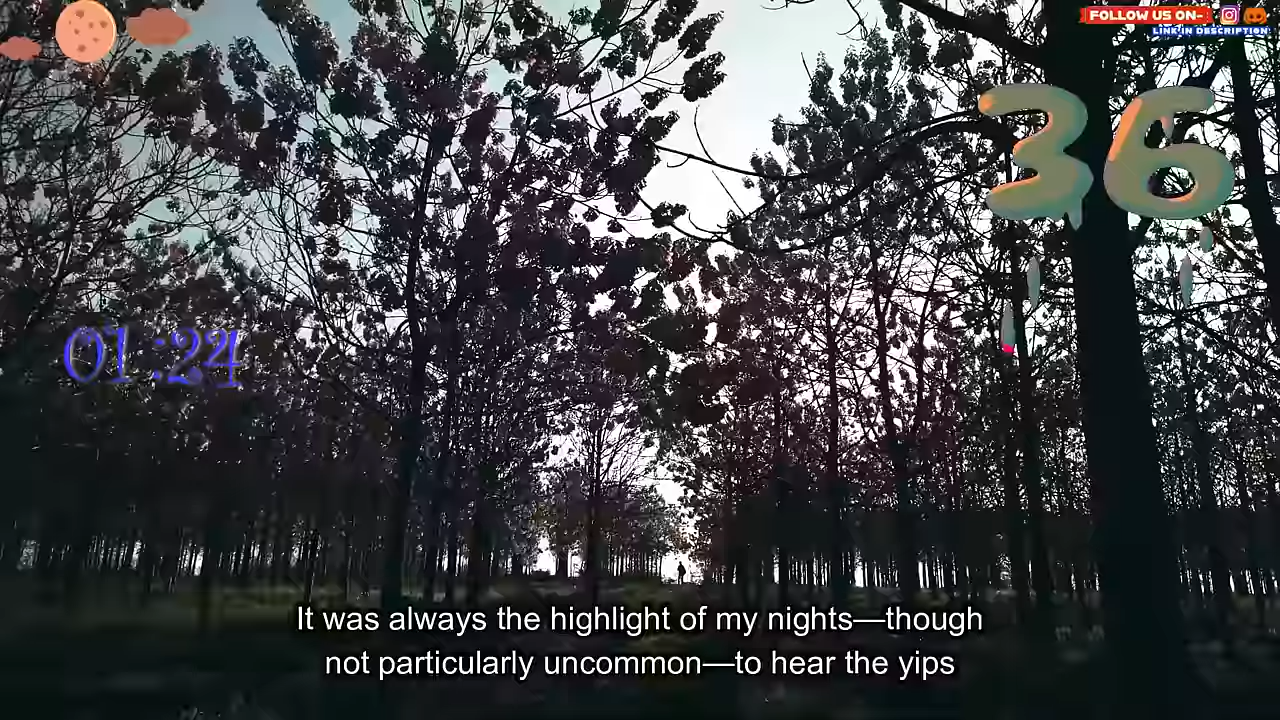 FOLLOW US ON-
LINK IN DESCRIPTION
36
01:24
It was always the highlight of my nights—though
not particularly uncommon—to hear the yips